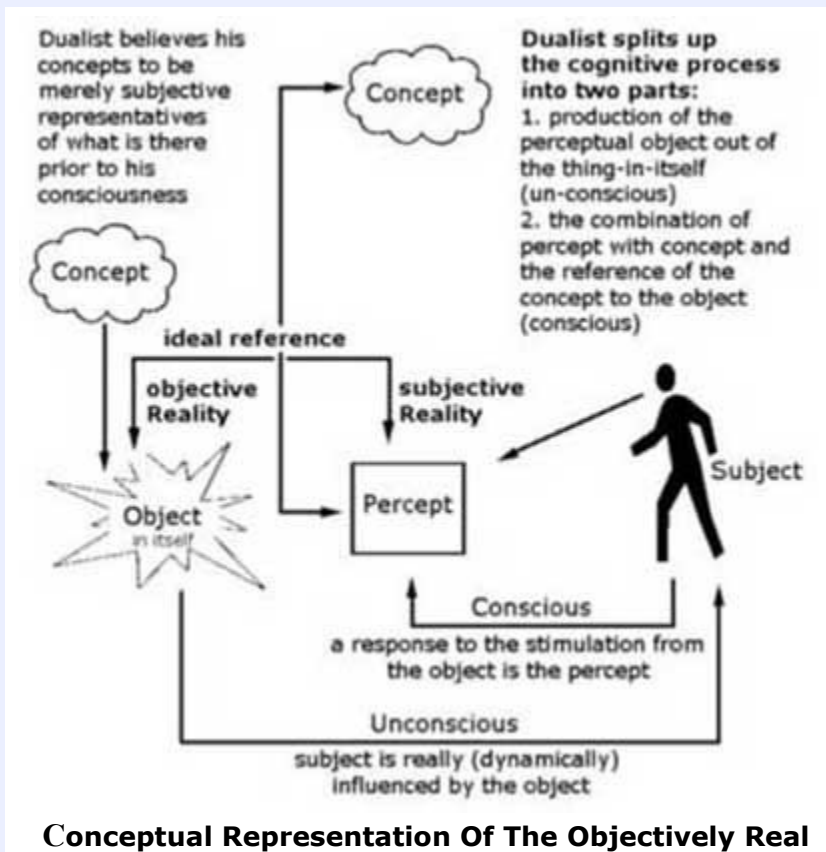 Dualist believes his
concepts to be
merely subjective
representatives
of what is there
prior to his
consciousness
Concept
Dualist splits up
the cognitive process
into two parts:
1. production of the
perceptual object out of
the thing-in-itself
(un-conscious)
2. the combination of
percept with concept and
the reference of the
concept to the object
(conscious)
Concept
ideal reference
objective
Reality
subjective
Reality
Object
in itself
Percept
Subject
Conscious
a response to the stimulation from
the object is the percept
Unconscious
subject is really (dynamically)
influenced by the object
Conceptual Representation Of The Objectively Real